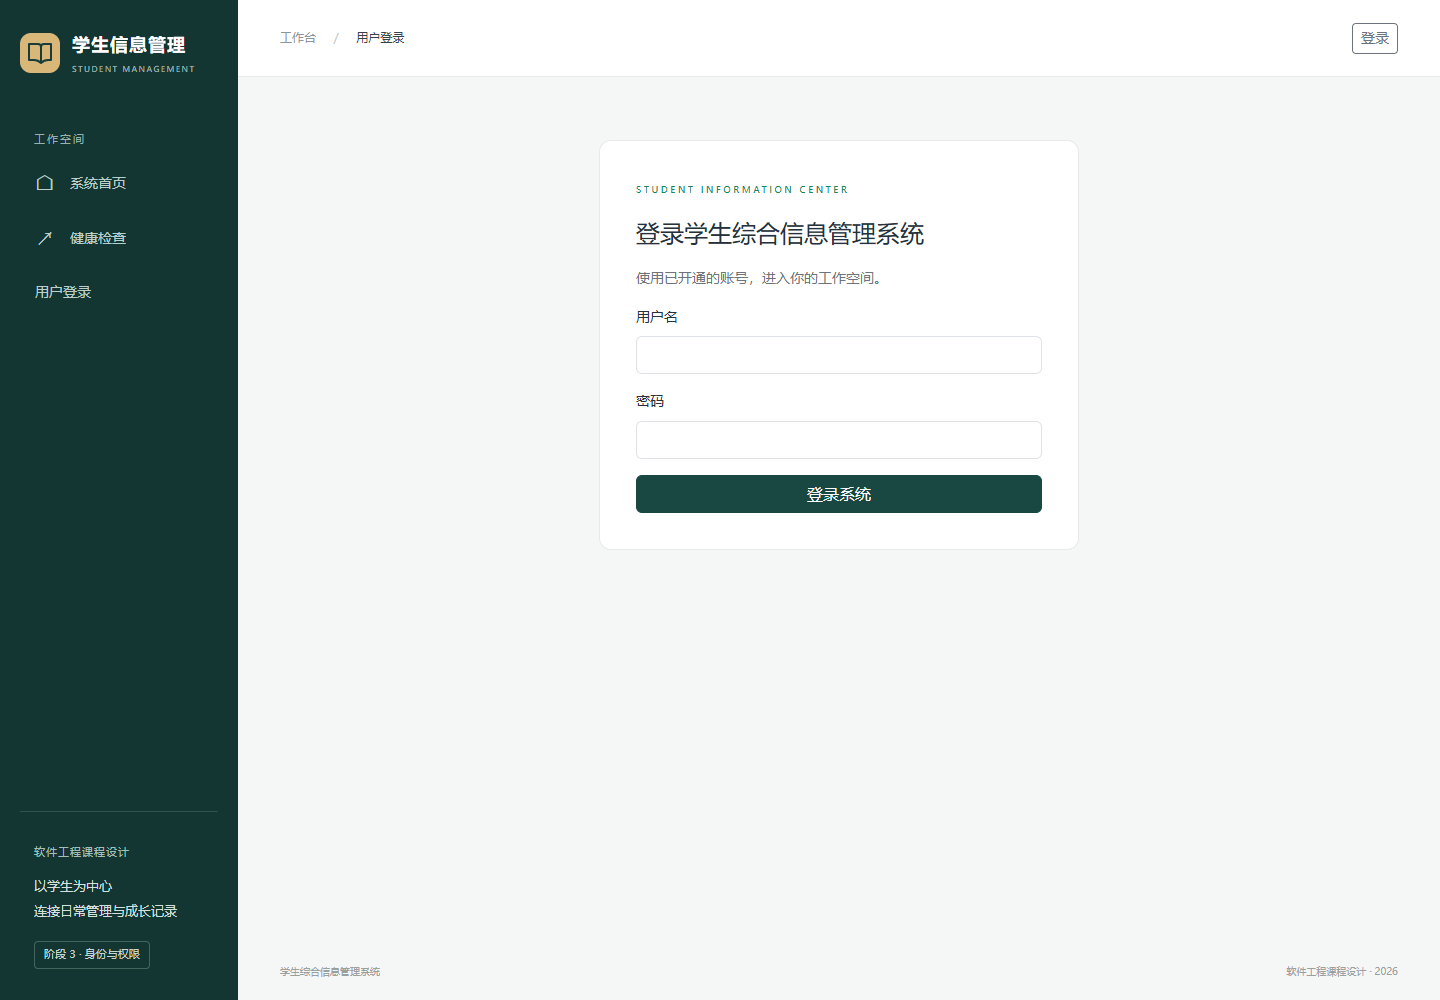 学生信息管理
STUDENT MANAGEMENT
工作空间
系统首页
健康检查
用户登录
软件工程课程设计
以学生为中心
连接日常管理与成长记录
阶段 3 · 身份与权限
工作台 / 用户登录
登录
STUDENT INFORMATION CENTER
登录学生综合信息管理系统
使用已开通的账号，进入你的工作空间。
用户名
密码
登录系统
学生综合信息管理系统
软件工程课程设计 · 2026